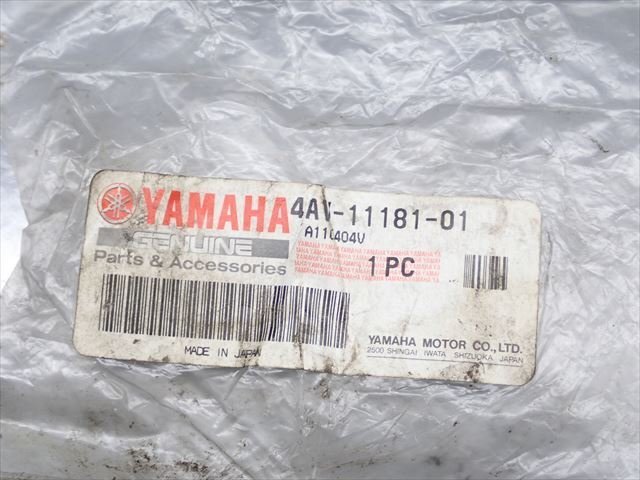 YAMAHA 4AV-11181-01
GENUINE A110404V
Parts & Accessories 1 PC
MADE IN JAPAN
YAMAHA MOTOR CO., LTD.
2500 SHINGAI IWATA SHIZUOKA JAPAN